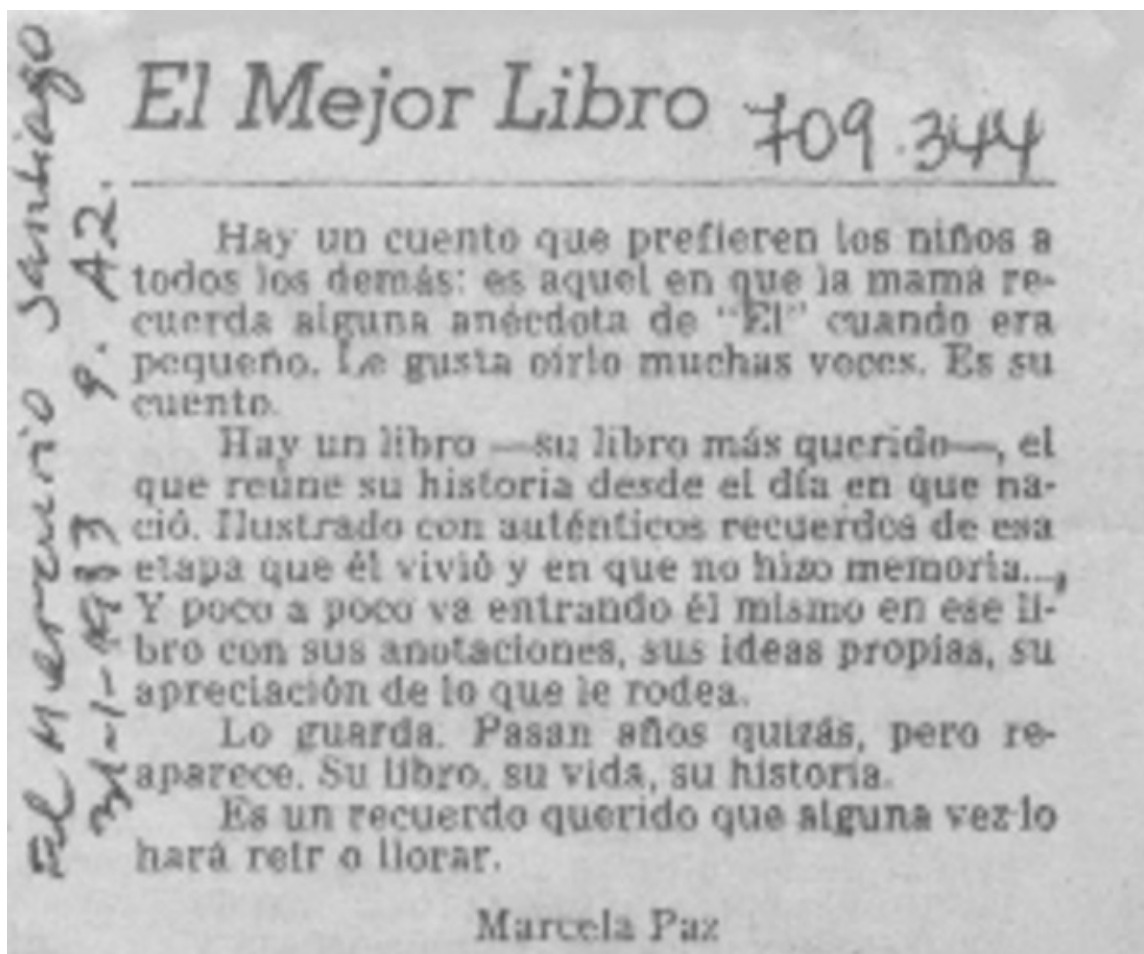 El Mejor Libro 709.344
Hay un cuento que prefieren los niños a
todos los demás: es aquel en que la mamá re-
cuerda alguna anécdota de "El" cuando era
pequeño. Le gusta oírlo muchas veces. Es su
cuento.
Hay un libro —su libro más querido—, el
que reúne su historia desde el día en que na-
ció. Ilustrado con auténticos recuerdos de esa
etapa que él vivió y en que no hizo memoria...,
Y poco a poco va entrando él mismo en ese li-
bro con sus anotaciones, sus ideas propias, su
apreciación de lo que le rodea.
Lo guarda. Pasan años quizás, pero re-
aparece. Su libro, su vida, su historia.
Es un recuerdo querido que alguna vez lo
hará reír o llorar.
Marcela Paz
El Mercurio Santiago
1-1983 p. A2.